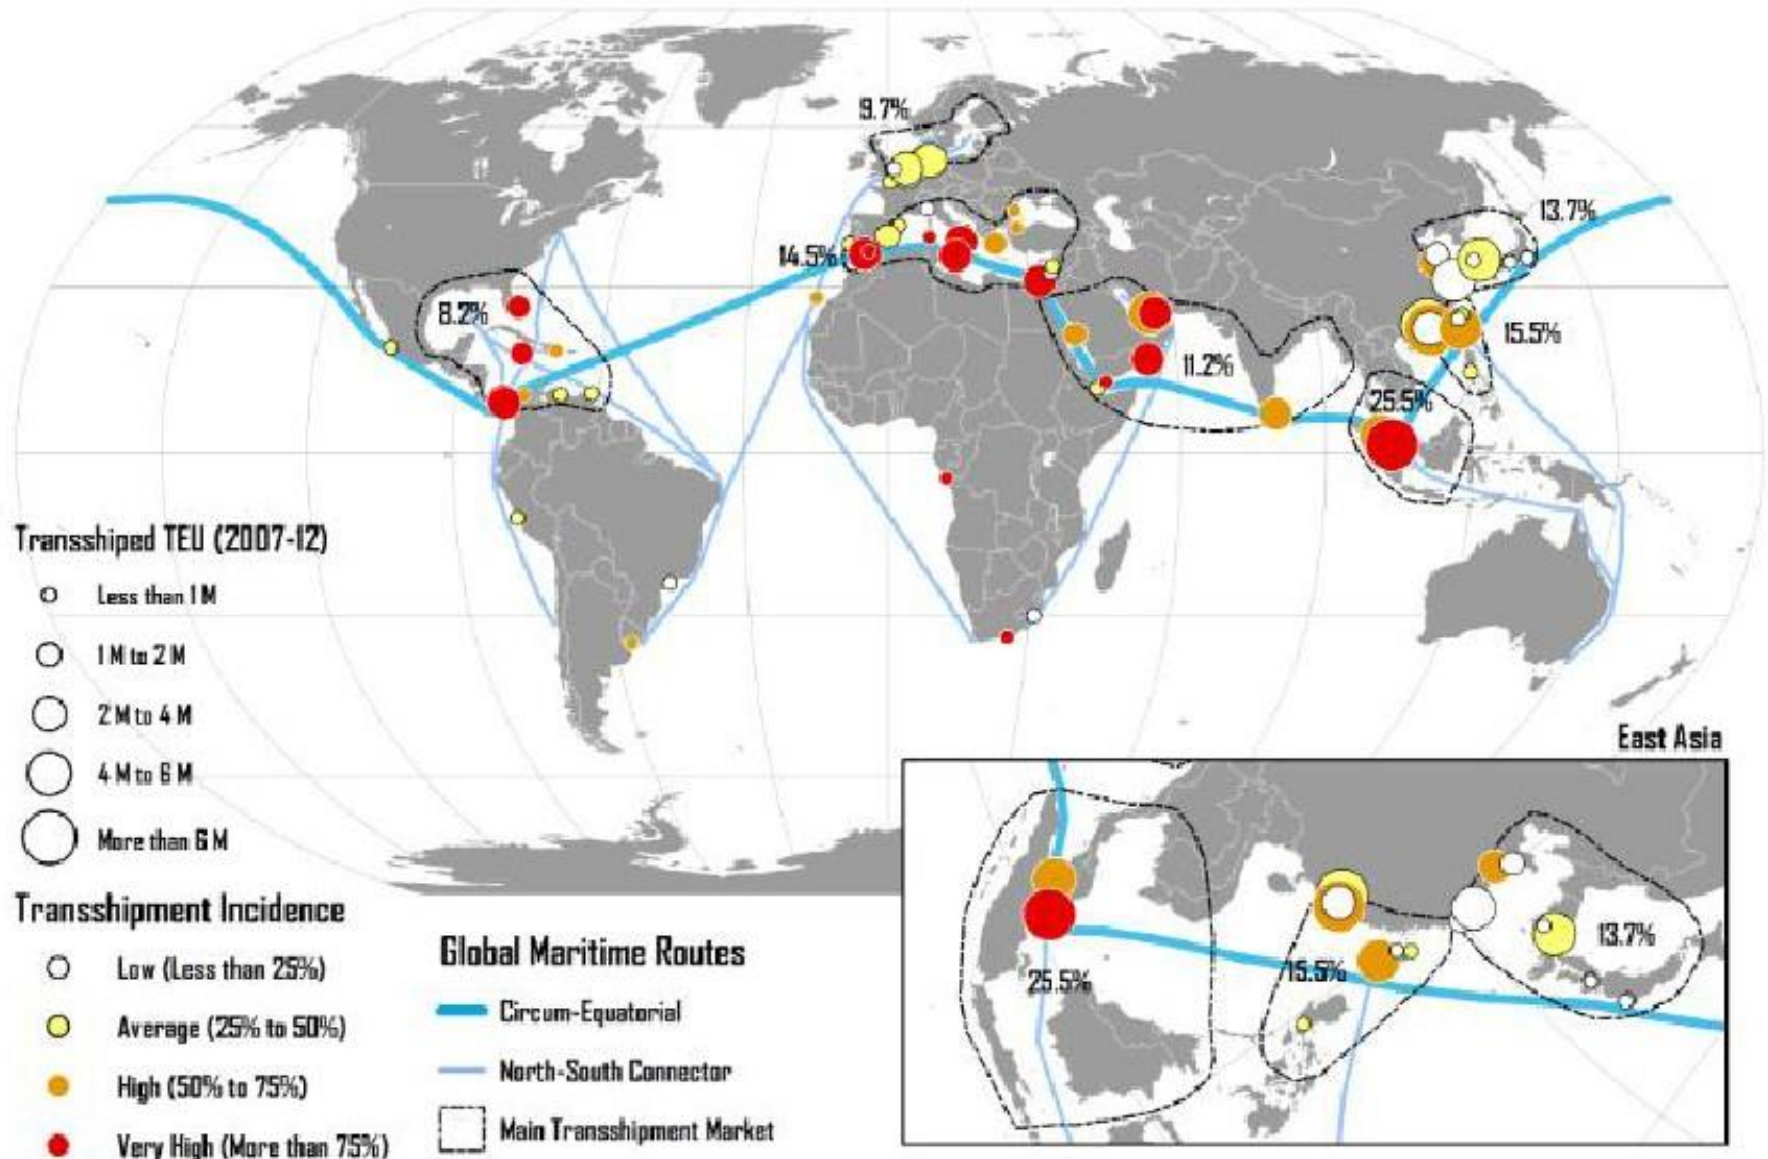 9.7%
13.7%
14.5%
8.2%
15.5%
11.2%
25.5%
Transshiped TEU (2007-12)
Less than 1 M
1 M to 2 M
2 M to 4 M
4 M to 6 M
More than 6 M
Transshipment Incidence
Low (Less than 25%)
Average (25% to 50%)
High (50% to 75%)
Very High (More than 75%)
Global Maritime Routes
Circum-Equatorial
North-South Connector
Main Transshipment Market
East Asia
13.7%
15.5%
25.5%